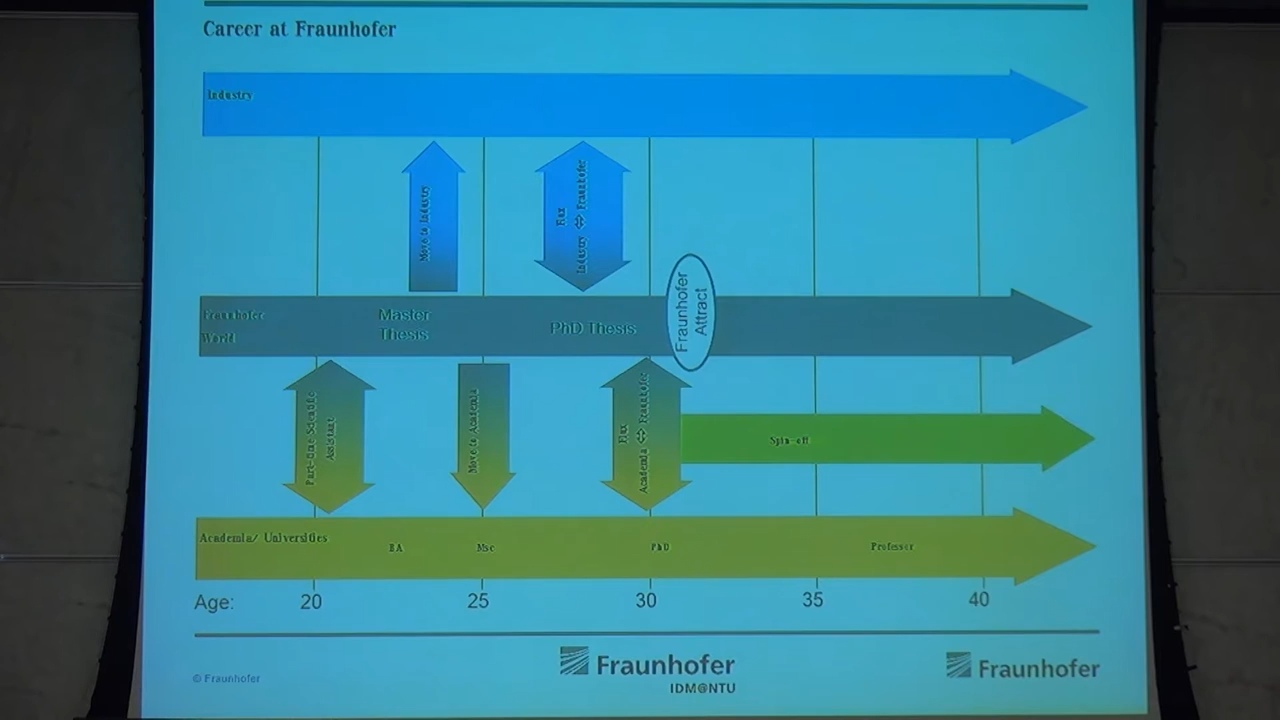 Career at Fraunhofer
Industry
Move to Industry
Flux
Industry ⇔ Fraunhofer
Fraunhofer
World
Master
Thesis
PhD Thesis
Fraunhofer
Attract
Part-time Scientific
Assistant
Move to Academia
Flux
Academia ⇔ Fraunhofer
Spin-off
Academia/ Universities
BA
Msc
PhD
Professor
Age:
20
25
30
35
40
© Fraunhofer
Fraunhofer
IDM@NTU
Fraunhofer